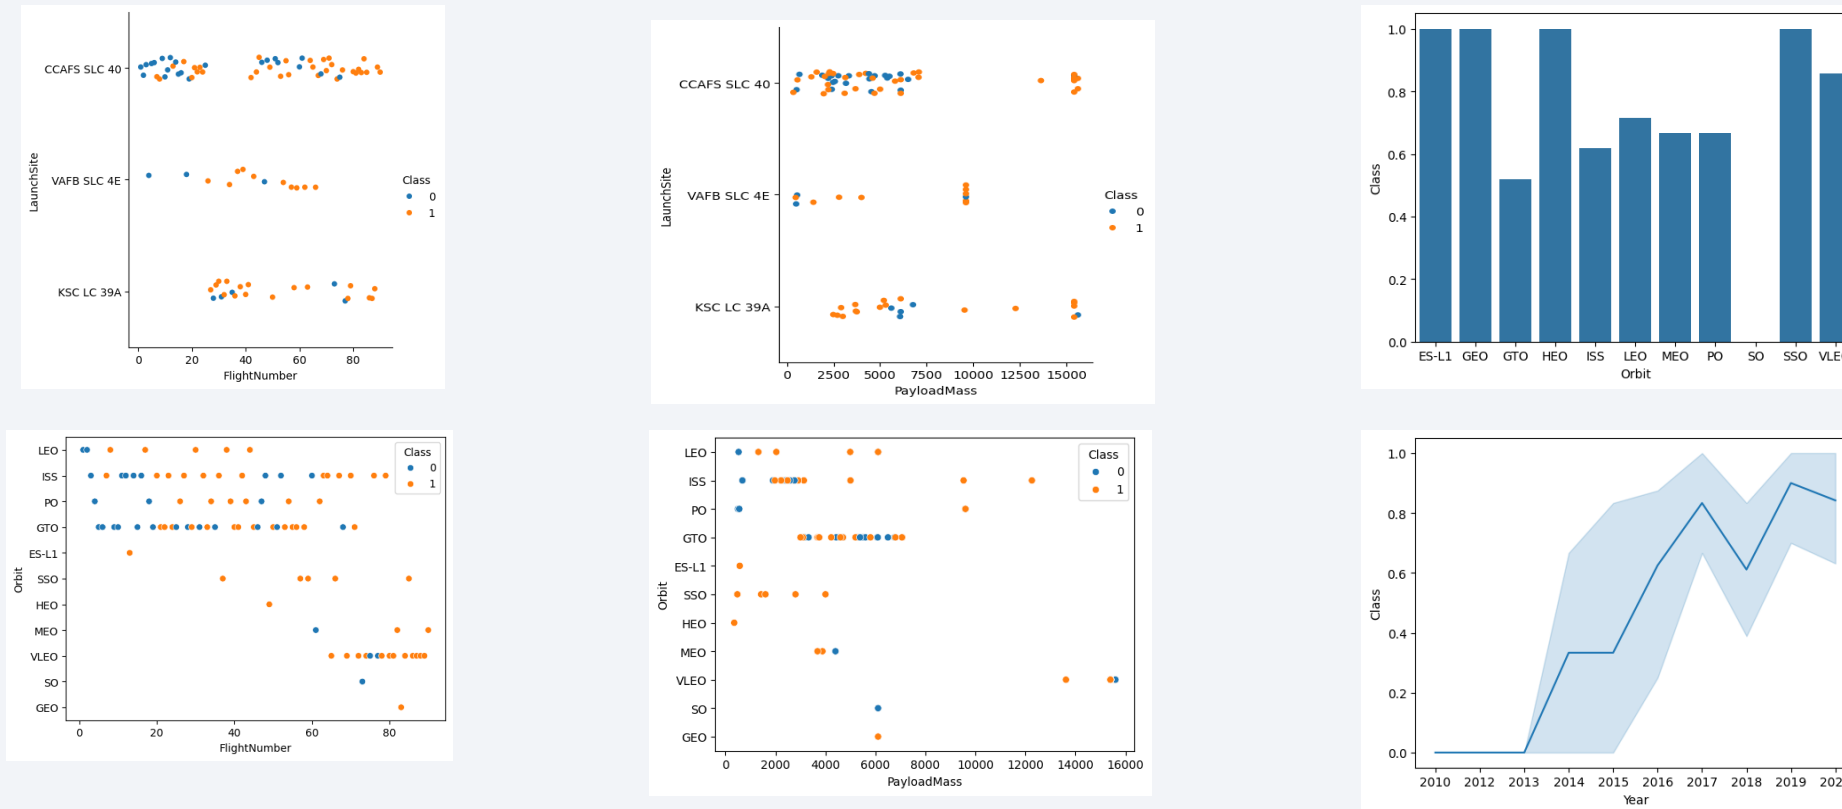 CCAFS SLC 40
VAFB SLC 4E
KSC LC 39A
LaunchSite
0 20 40 60 80
FlightNumber
Class
0
1
CCAFS SLC 40
VAFB SLC 4E
KSC LC 39A
LaunchSite
0 2500 5000 7500 10000 12500 15000
PayloadMass
Class
0
1
1.0
0.8
0.6
0.4
0.2
0.0
Class
ES-L1 GEO GTO HEO ISS LEO MEO PO SO SSO VLE
Orbit
LEO
ISS
PO
GTO
ES-L1
SSO
HEO
MEO
VLEO
SO
GEO
Orbit
0 20 40 60 80
FlightNumber
Class
0
1
LEO
ISS
PO
GTO
ES-L1
SSO
HEO
MEO
VLEO
SO
GEO
Orbit
0 2000 4000 6000 8000 10000 12000 14000 16000
PayloadMass
Class
0
1
1.0
0.8
0.6
0.4
0.2
0.0
Class
2010 2012 2013 2014 2015 2016 2017 2018 2019 202
Year